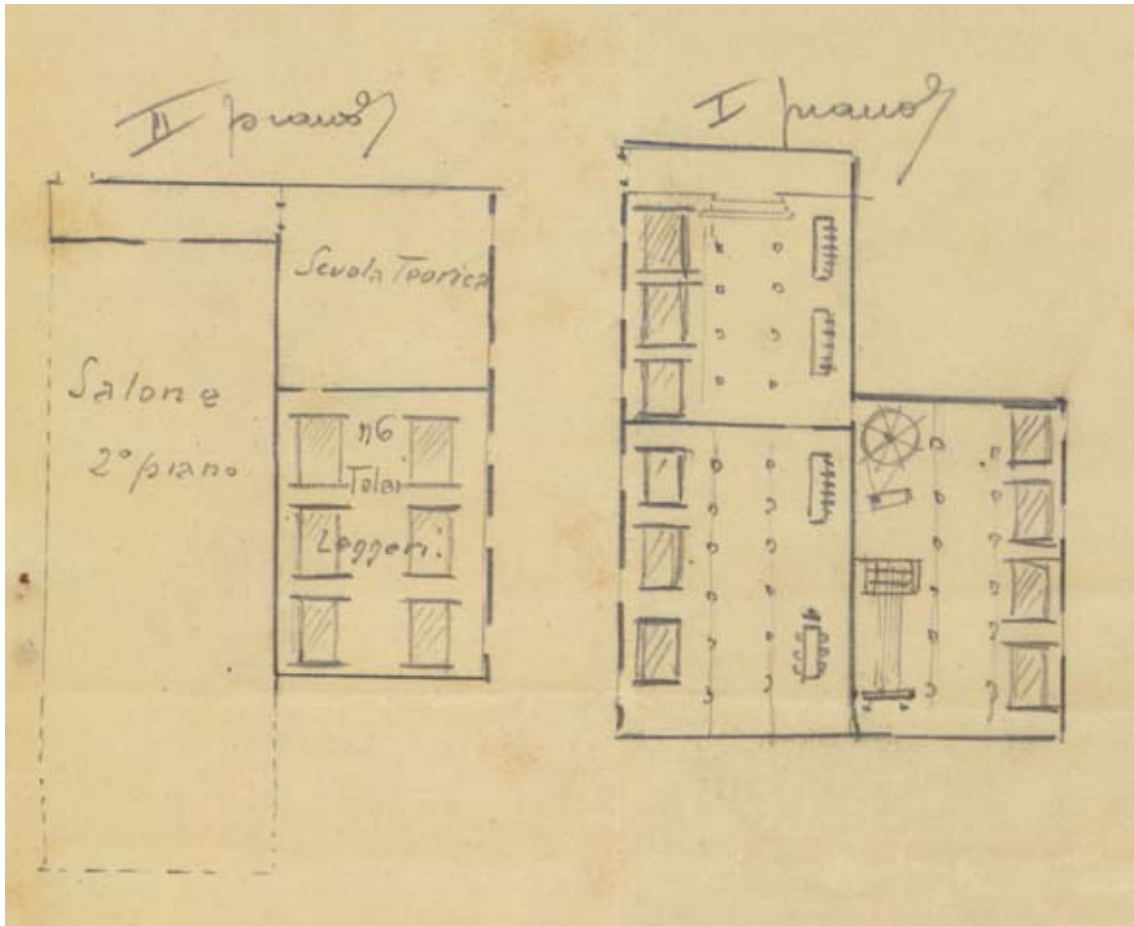 II piano
I piano
Scuola Teorica
Salone
2° piano
n6
Telai
Leggeri